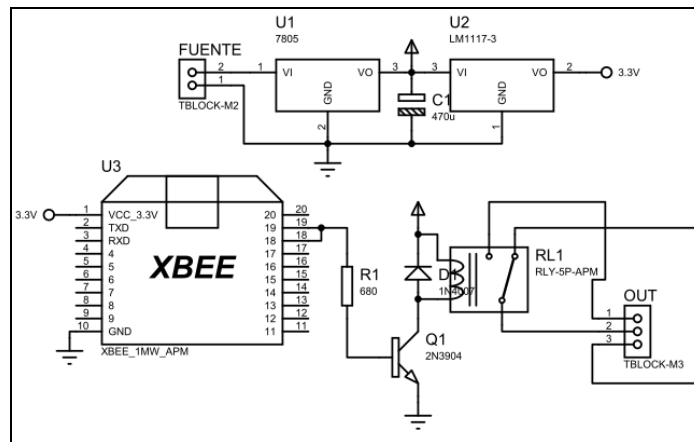 U1
7805
U2
LM1117-3
FUENTE
2
1
TBLOCK-M2
1
VI
VO
3
GND
2
C1
470u
3
VI
VO
2
3.3V
GND
1
U3
3.3V
1
VCC_3.3V
2
TXD
3
RXD
4
4
5
5
6
6
7
7
8
8
9
9
10
GND
20
20
19
19
18
18
17
17
16
16
15
15
14
14
13
13
12
12
11
11
XBEE
XBEE_1MW_APM
R1
680
D1
1N4007
RL1
RLY-5P-APM
Q1
2N3904
OUT
1
2
3
TBLOCK-M3